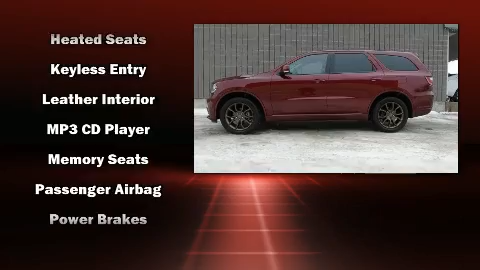 Heated Seats
Keyless Entry
Leather Interior
MP3 CD Player
Memory Seats
Passenger Airbag
Power Brakes